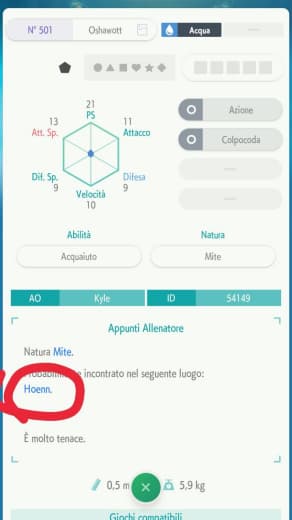 N° 501 Oshawott Acqua
21
PS
13
Att. Sp.
11
Attacco
Dif. Sp.
9
Difesa
9
Velocità
10
Azione
Colpocoda
Abilità Natura
Acquaiuto Mite
AO Kyle ID 54149
Appunti Allenatore
Natura Mite.
incontrato nel seguente luogo:
Hoenn.
È molto tenace.
0,5 m 5,9 kg
Giochi compatibili